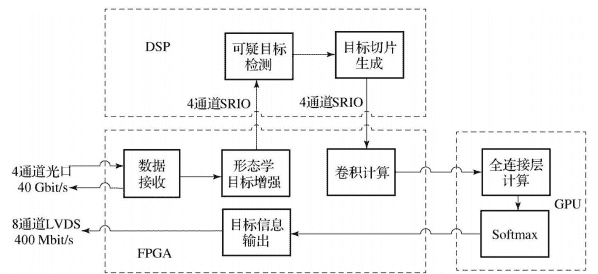 DSP
可疑目标
检测
目标切片
生成
4通道SRIO
4通道SRIO
4通道光口
40 Gbit/s
数据
接收
形态学
目标增强
卷积计算
全连接层
计算
GPU
8通道LVDS
400 Mbit/s
目标信息
输出
Softmax
FPGA